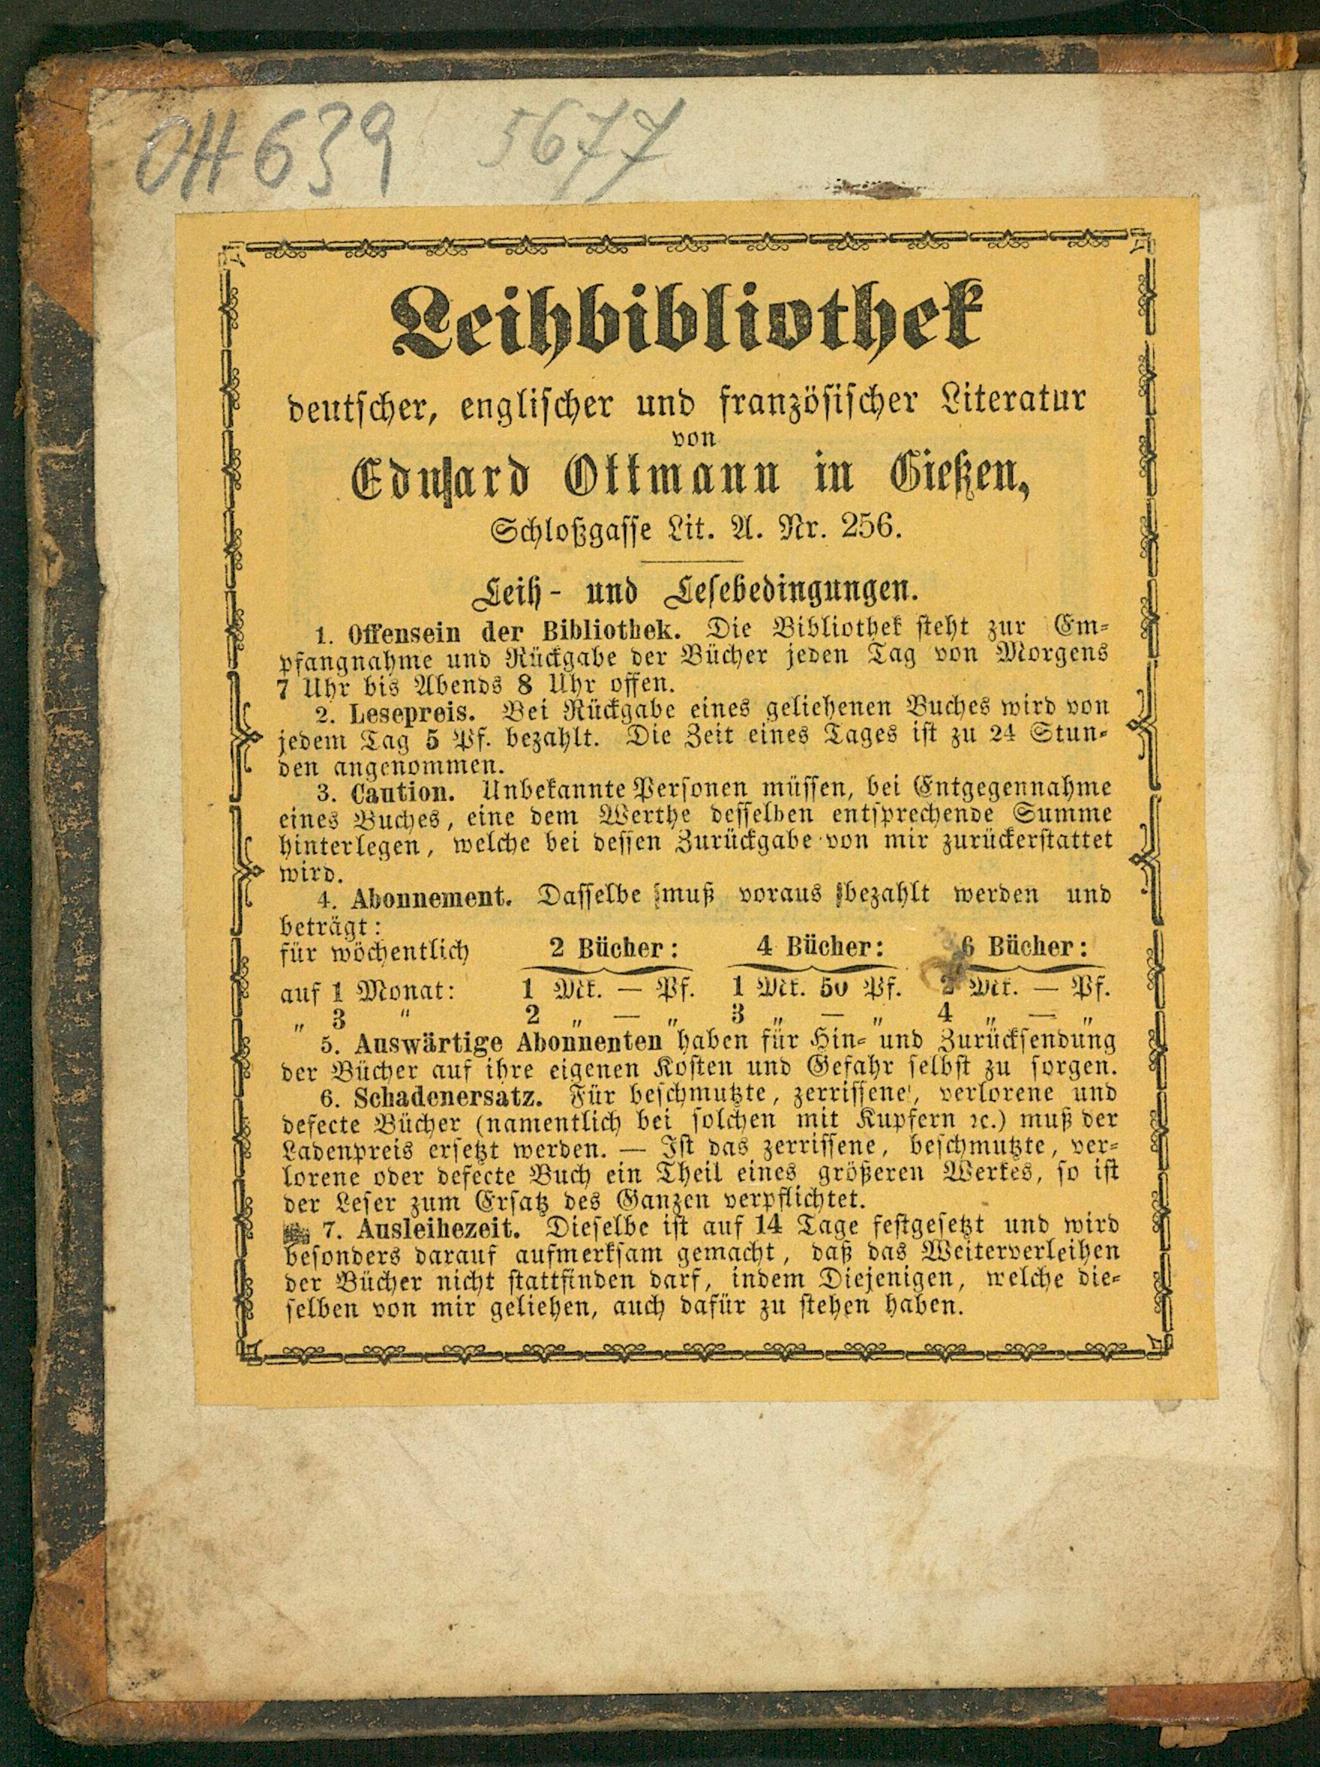 OH 639 5677
Leihbibliothek
deutscher, englischer und französischer Literatur
von
Eduard Ottmann in Gießen,
Schloßgasse Lit. A. Nr. 256.
Leih- und Lesebedingungen.
1. Offensein der Bibliothek. Die Bibliothek steht zur Em-
pfangnahme und Rückgabe der Bücher jeden Tag von Morgens
7 Uhr bis Abends 8 Uhr offen.
2. Lesepreis. Bei Rückgabe eines geliehenen Buches wird von
jedem Tag 5 Pf. bezahlt. Die Zeit eines Tages ist zu 24 Stun-
den angenommen.
3. Caution. Unbekannte Personen müssen, bei Entgegennahme
eines Buches, eine dem Werthe desselben entsprechende Summe
hinterlegen, welche bei dessen Zurückgabe von mir zurückerstattet
wird.
4. Abonnement. Dasselbe muß voraus bezahlt werden und
beträgt:
für wöchentlich 2 Bücher: 4 Bücher: 6 Bücher:
auf 1 Monat: 1 Mk. — Pf. 1 Mk. 50 Pf. 2 Mk. — Pf.
„ 3 " 2 „ — „ 3 „ — „ 4 „ — „
5. Auswärtige Abonnenten haben für Hin- und Zurücksendung
der Bücher auf ihre eigenen Kosten und Gefahr selbst zu sorgen.
6. Schadenersatz. Für beschmutzte, zerrissene, verlorene und
defecte Bücher (namentlich bei solchen mit Kupfern ꝛc.) muß der
Ladenpreis ersetzt werden. — Ist das zerrissene, beschmutzte, ver-
lorene oder defecte Buch ein Theil eines größeren Werkes, so ist
der Leser zum Ersatz des Ganzen verpflichtet.
☞ 7. Ausleihezeit. Dieselbe ist auf 14 Tage festgesetzt und wird
besonders darauf aufmerksam gemacht, daß das Weiterverleihen
der Bücher nicht stattfinden darf, indem Diejenigen, welche die-
selben von mir geliehen, auch dafür zu stehen haben.